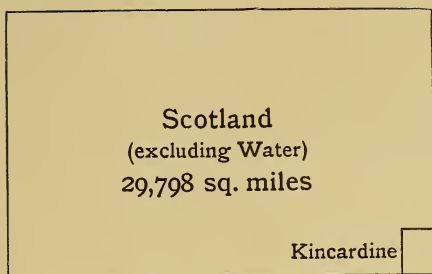 Scotland
(excluding Water)
29,798 sq. miles
Kincardine